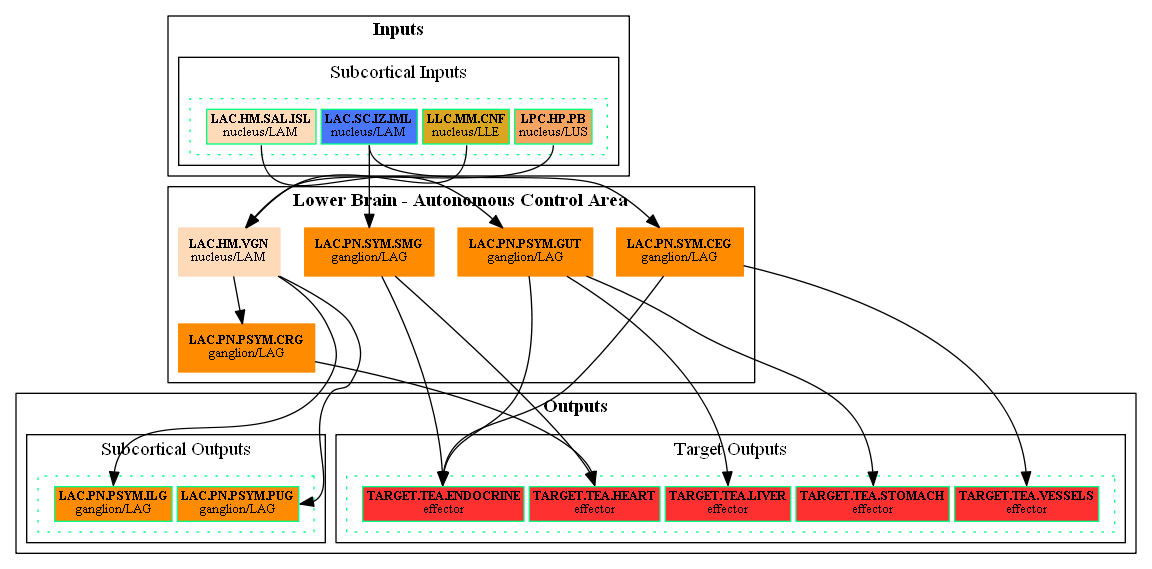 Inputs
Subcortical Inputs
LAC.HM.SAL.ISL
nucleus/LAM
LAC.SC.IZ.IML
nucleus/LAM
LLC.MM.CNF
nucleus/LLE
LPC.HP.PB
nucleus/LUS
Lower Brain - Autonomous Control Area
LAC.HM.VGN
nucleus/LAM
LAC.PN.SYM.SMG
ganglion/LAG
LAC.PN.PSYM.GUT
ganglion/LAG
LAC.PN.SYM.CEG
ganglion/LAG
LAC.PN.PSYM.CRG
ganglion/LAG
Outputs
Subcortical Outputs
LAC.PN.PSYM.ILG
ganglion/LAG
LAC.PN.PSYM.PUG
ganglion/LAG
Target Outputs
TARGET.TEA.ENDOCRINE
effector
TARGET.TEA.HEART
effector
TARGET.TEA.LIVER
effector
TARGET.TEA.STOMACH
effector
TARGET.TEA.VESSELS
effector